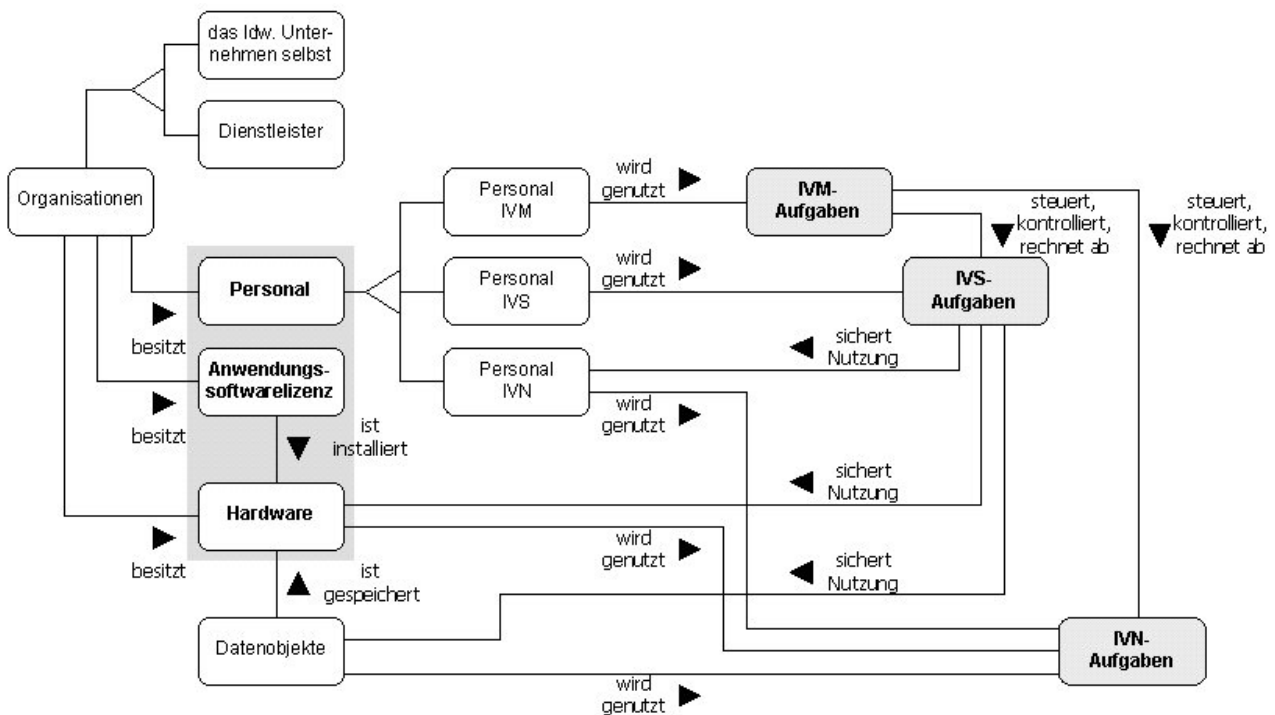 das ldw. Unter-
nehmen selbst
Dienstleister
Organisationen
Personal
IVM
wird
genutzt
IVM-
Aufgaben
steuert,
kontrolliert,
rechnet ab
steuert,
kontrolliert,
rechnet ab
Personal
besitzt
Personal
IVS
wird
genutzt
IVS-
Aufgaben
Anwendungs-
softwarelizenz
besitzt
Personal
IVN
sichert
Nutzung
wird
genutzt
ist
installiert
Hardware
besitzt
sichert
Nutzung
wird
genutzt
ist
gespeichert
sichert
Nutzung
Datenobjekte
IVN-
Aufgaben
wird
genutzt